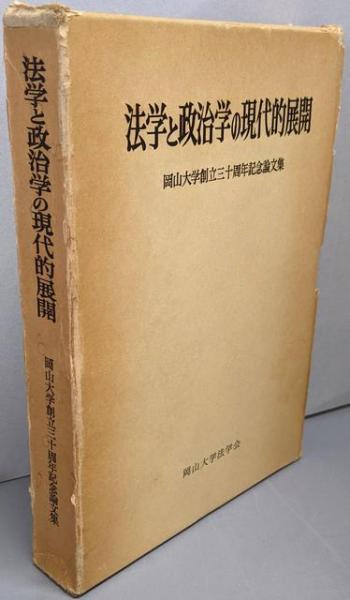 法学と政治学の現代的展開
岡山大学創立三十周年記念論文集
岡山大学法学会
法学と政治学の現代的展開
岡山大学創立三十周年記念論文集